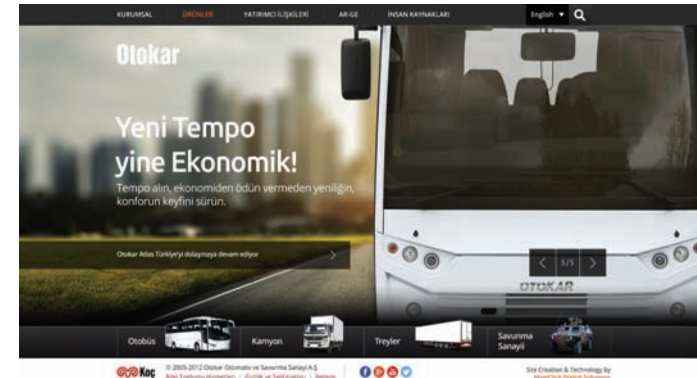 KURUMSAL ÜRÜNLER YATIRIMCI İLİŞKİLERİ AR-GE İNSAN KAYNAKLARI English
Otokar
Yeni Tempo
yine Ekonomik!
Tempo alın, ekonomiden ödün vermeden yeniliğin,
konforun keyfini sürün.
Otokar Atlas Türkiye'yi dolaşmaya devam ediyor
5/5
OTOKAR
Otobüs Kamyon Treyler Savunma
Sanayii
Koç © 2005-2012 Otokar Otomotiv ve Savunma Sanayi A.Ş.
Site Creation & Technology by